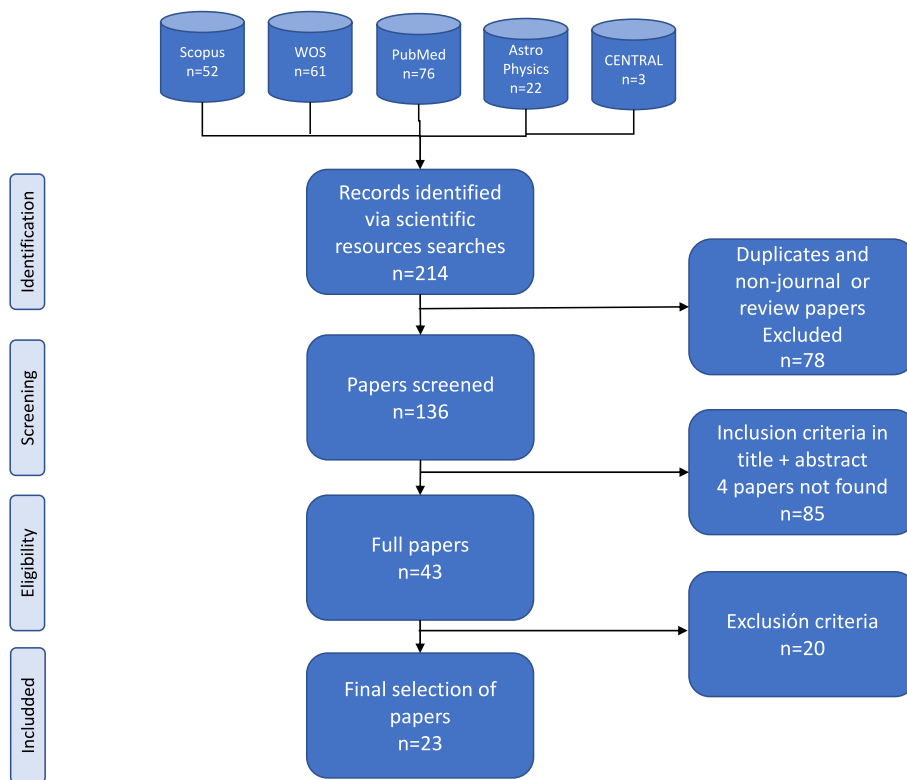 Scopus
n=52
WOS
n=61
PubMed
n=76
Astro
Physics
n=22
CENTRAL
n=3
Identification
Records identified
via scientific
resources searches
n=214
Duplicates and
non-journal or
review papers
Excluded
n=78
Screening
Papers screened
n=136
Inclusion criteria in
title + abstract
4 papers not found
n=85
Eligibility
Full papers
n=43
Exclusión criteria
n=20
Includded
Final selection of
papers
n=23